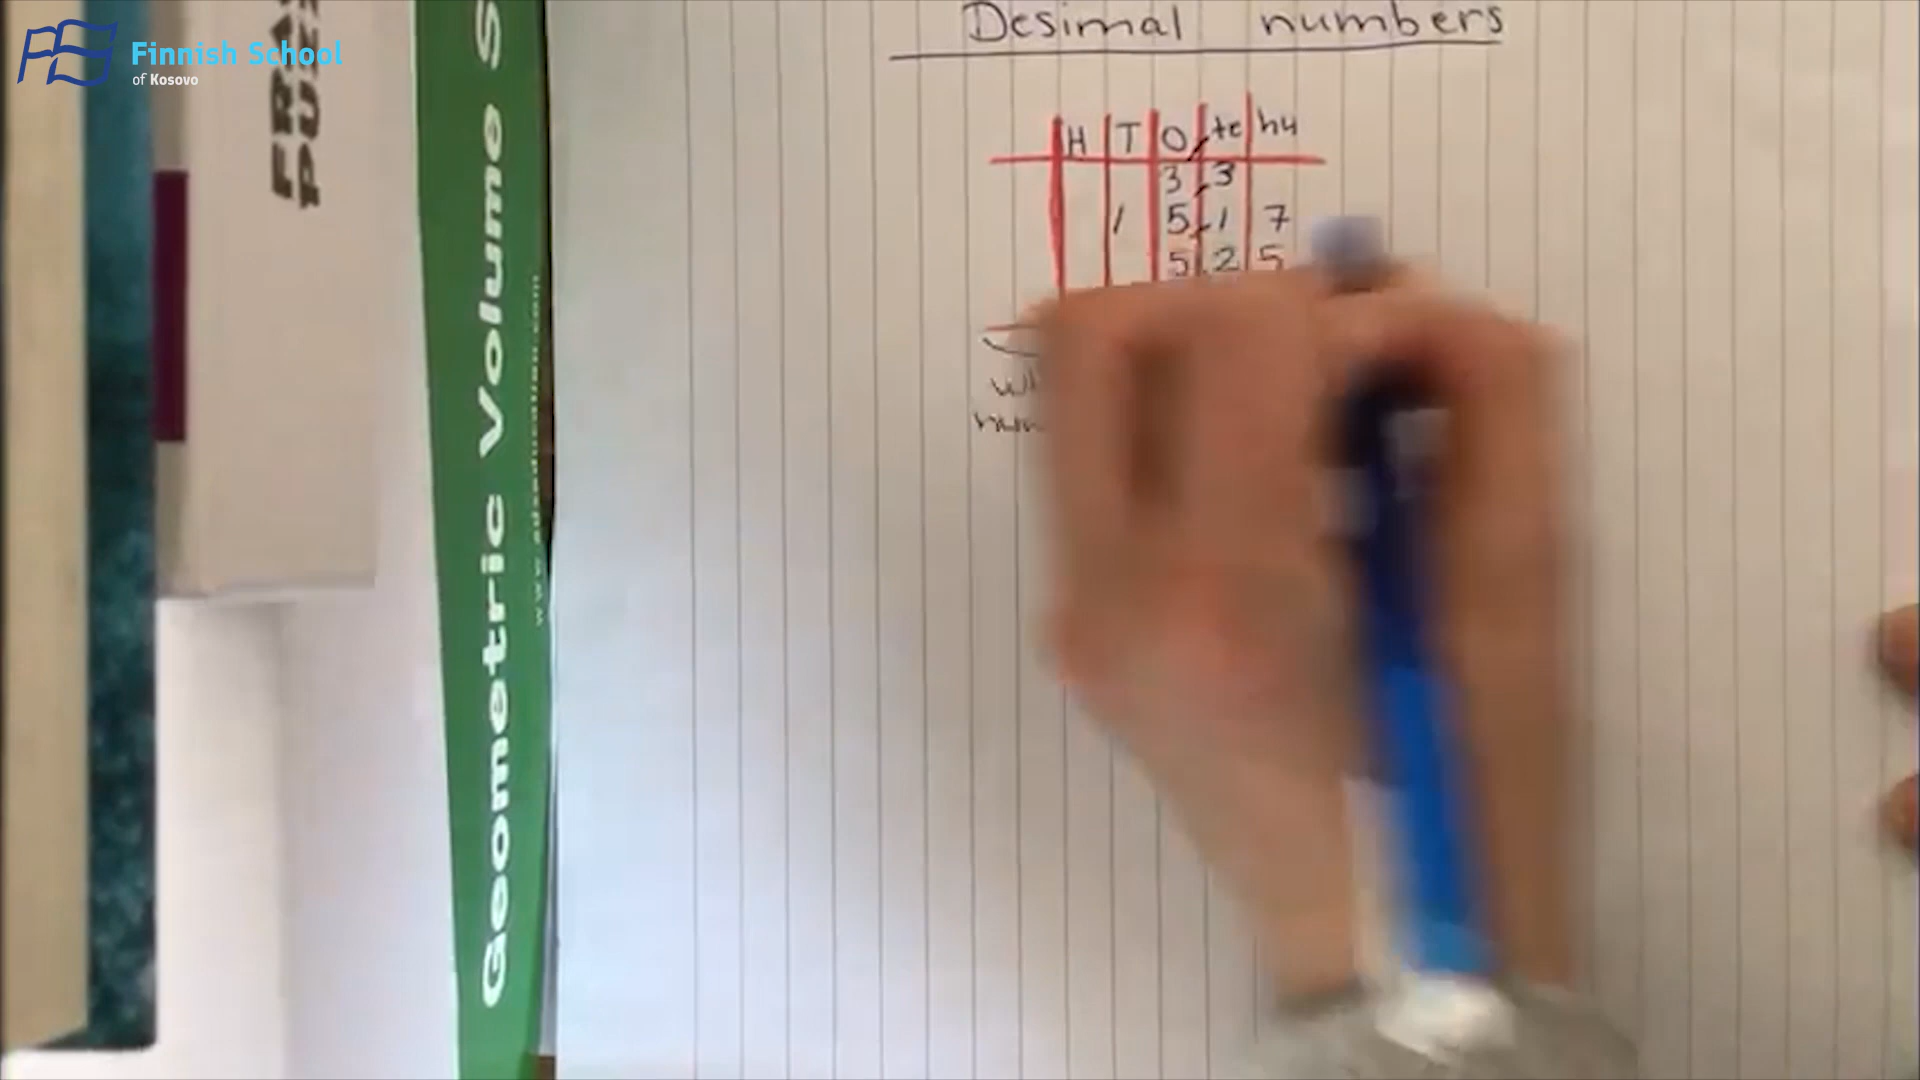 Finnish School
of Kosovo
Geometric Volume S
Desimal numbers
H T O, te hu
3, 3
1 5, 1 7
5, 2 5